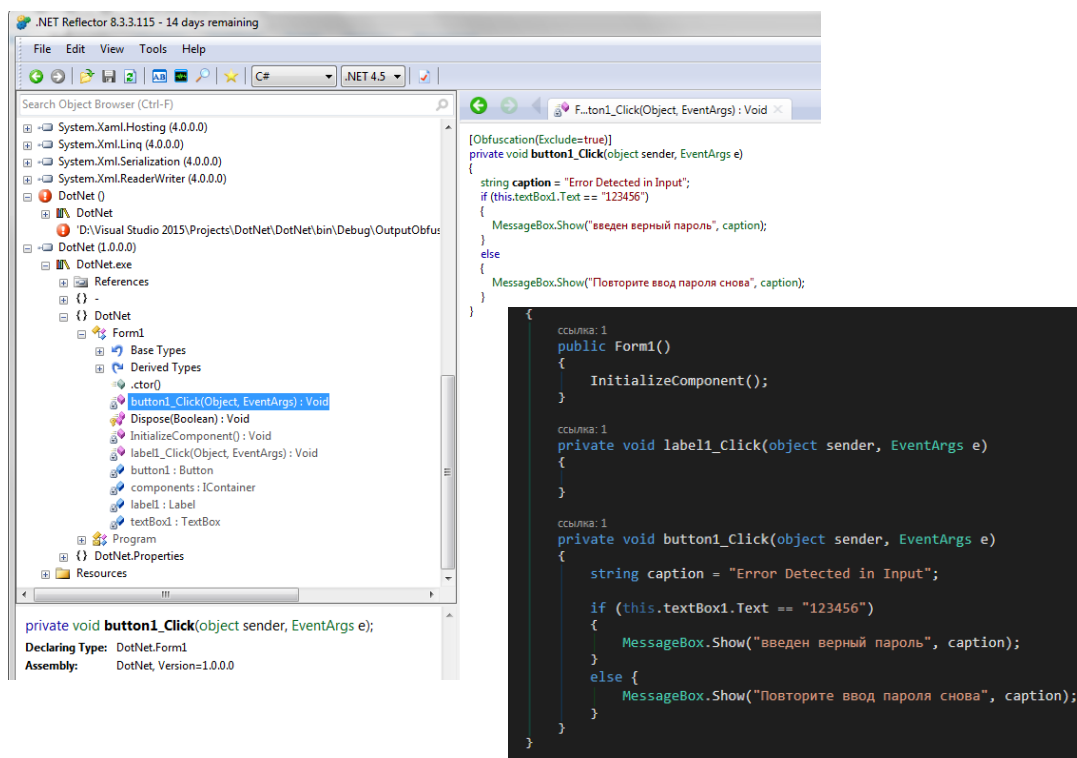 .NET Reflector 8.3.3.115 - 14 days remaining
File Edit View Tools Help
C# .NET 4.5
Search Object Browser (Ctrl-F)
System.Xaml.Hosting (4.0.0.0)
System.Xml.Linq (4.0.0.0)
System.Xml.Serialization (4.0.0.0)
System.Xml.ReaderWriter (4.0.0.0)
DotNet ()
DotNet
'D:\Visual Studio 2015\Projects\DotNet\DotNet\bin\Debug\OutputObfus
DotNet (1.0.0.0)
DotNet.exe
References
{} -
{} DotNet
Form1
Base Types
Derived Types
.ctor()
button1_Click(Object, EventArgs) : Void
Dispose(Boolean) : Void
InitializeComponent() : Void
label1_Click(Object, EventArgs) : Void
button1 : Button
components : IContainer
label1 : Label
textBox1 : TextBox
Program
{} DotNet.Properties
Resources
private void button1_Click(object sender, EventArgs e);
Declaring Type: DotNet.Form1
Assembly: DotNet, Version=1.0.0.0
F...ton1_Click(Object, EventArgs) : Void
[Obfuscation(Exclude=true)]
private void button1_Click(object sender, EventArgs e)
{
string caption = "Error Detected in Input";
if (this.textBox1.Text == "123456")
{
MessageBox.Show("введен верный пароль", caption);
}
else
{
MessageBox.Show("Повторите ввод пароля снова", caption);
}
}
{
ссылка: 1
public Form1()
{
InitializeComponent();
}
ссылка: 1
private void label1_Click(object sender, EventArgs e)
{
}
ссылка: 1
private void button1_Click(object sender, EventArgs e)
{
string caption = "Error Detected in Input";
if (this.textBox1.Text == "123456")
{
MessageBox.Show("введен верный пароль", caption);
}
else {
MessageBox.Show("Повторите ввод пароля снова", caption);
}
}
}